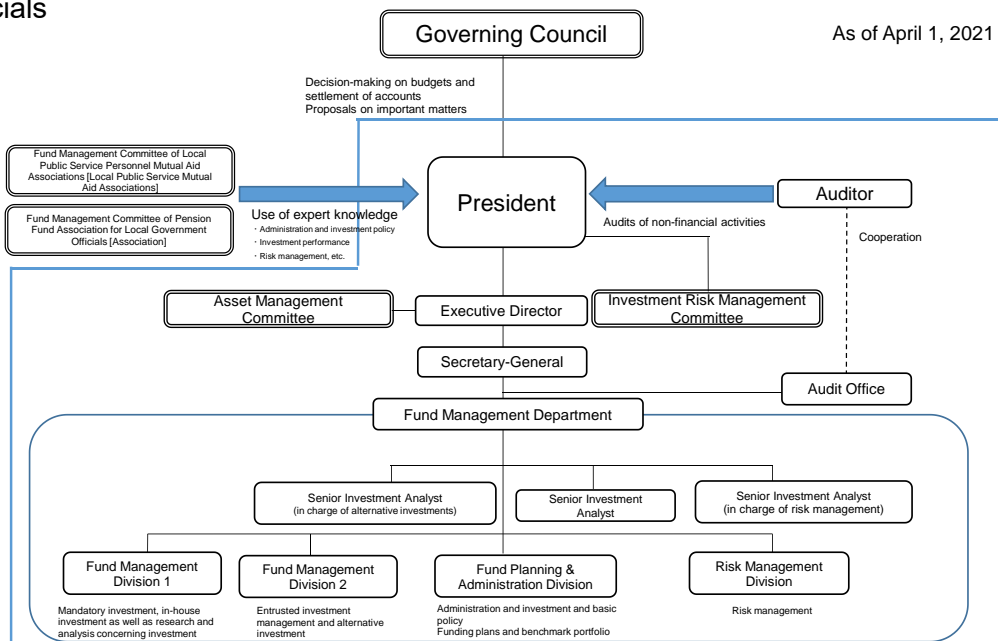 cials
Governing Council
As of April 1, 2021
Decision-making on budgets and
settlement of accounts
Proposals on important matters
Fund Management Committee of Local
Public Service Personnel Mutual Aid
Associations [Local Public Service Mutual
Aid Associations]
Fund Management Committee of Pension
Fund Association for Local Government
Officials [Association]
Use of expert knowledge
・Administration and investment policy
・Investment performance
・Risk management, etc.
President
Auditor
Audits of non-financial activities
Cooperation
Asset Management
Committee
Executive Director
Investment Risk Management
Committee
Secretary-General
Audit Office
Fund Management Department
Senior Investment Analyst
(in charge of alternative investments)
Senior Investment
Analyst
Senior Investment Analyst
(in charge of risk management)
Fund Management
Division 1
Fund Management
Division 2
Fund Planning &
Administration Division
Risk Management
Division
Mandatory investment, in-house
investment as well as research and
analysis concerning investment
Entrusted investment
management and alternative
investment
Administration and investment and basic
policy
Funding plans and benchmark portfolio
Risk management